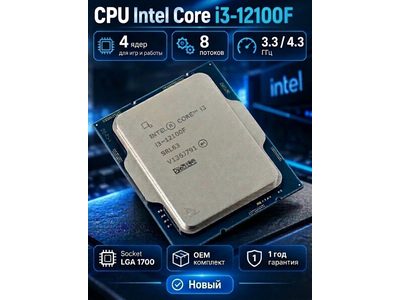 CPU Intel Core i3-12100F
4 ядер
для игр и работы
8
потоков
3.3 / 4.3
ГГц
intel
INTEL® CORE™ i3
i3-12100F
SRL63
V136J791
Socket
LGA 1700
OEM
комплект
1 год
гарантия
Новый